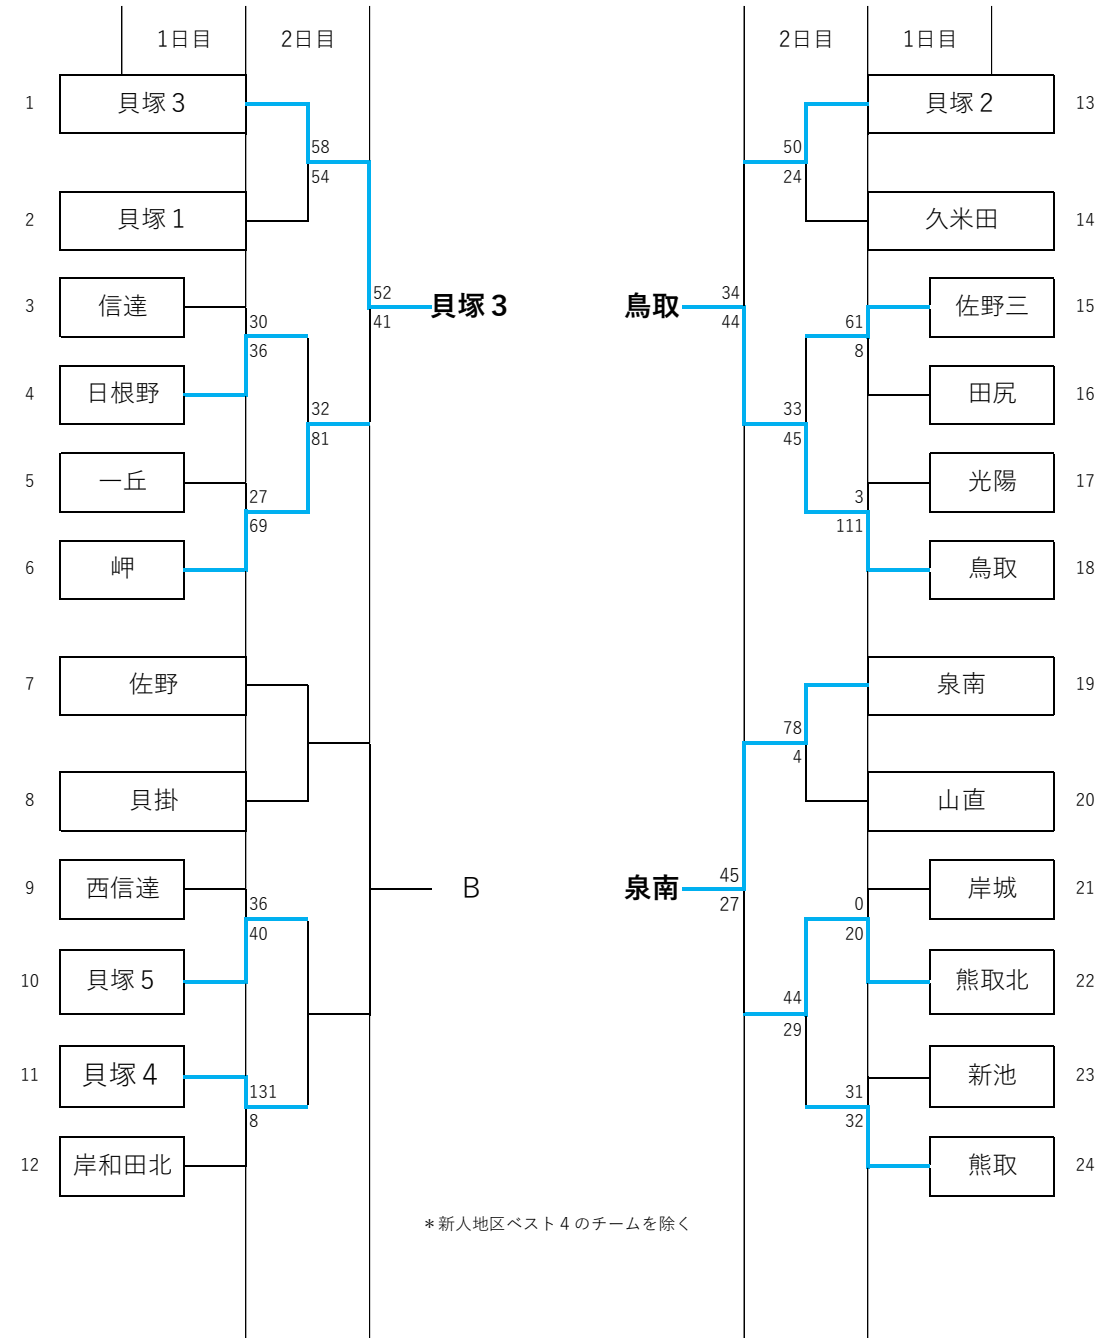 1日目 2日目 2日目 1日目
1 貝塚３ 貝塚２ 13
58 50
54 24
2 貝塚１ 久米田 14
52 34
3 信達 貝塚３ 鳥取 佐野三 15
30 41 44 61
36 8
4 日根野 田尻 16
32 33
81 45
5 一丘 光陽 17
27 3
69 111
6 岬 鳥取 18
7 佐野 泉南 19
78
4
8 貝掛 山直 20
45
9 西信達 B 泉南 岸城 21
36 27 0
40 20
10 貝塚５ 熊取北 22
44
29
11 貝塚４ 新池 23
131 31
8 32
12 岸和田北 熊取 24
＊新人地区ベスト４のチームを除く